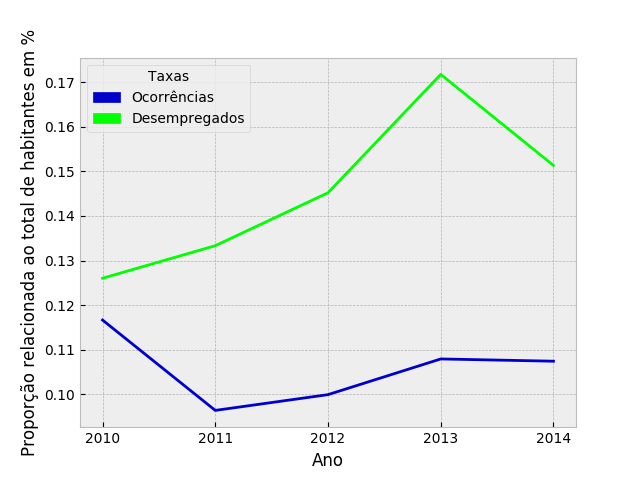 Proporção relacionada ao total de habitantes em %
0.17
0.16
0.15
0.14
0.13
0.12
0.11
0.10
Taxas
Ocorrências
Desempregados
2010 2011 2012 2013 2014
Ano